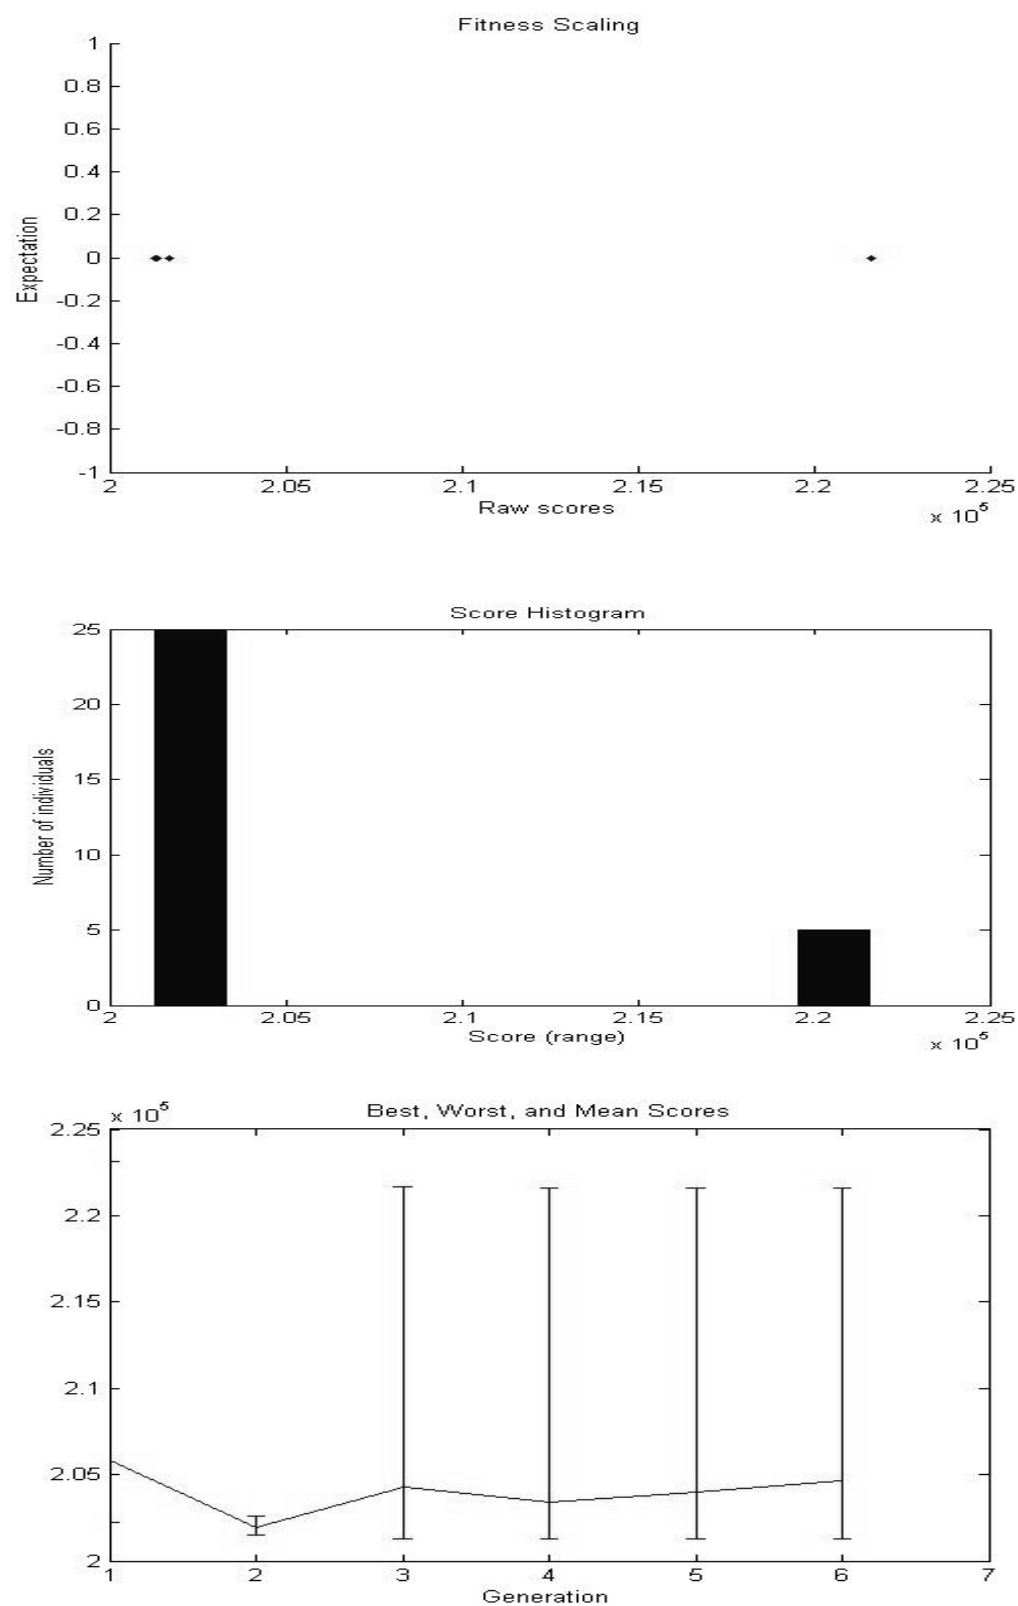 Fitness Scaling
1
0.8
0.6
0.4
0.2
0
-0.2
-0.4
-0.6
-0.8
-1
Expectation
2 2.05 2.1 2.15 2.2 2.25
Raw scores
x 10^5
Score Histogram
25
20
15
10
5
0
Number of individuals
2 2.05 2.1 2.15 2.2 2.25
Score (range)
x 10^5
x 10^5 Best, Worst, and Mean Scores
2.25
2.2
2.15
2.1
2.05
2
1 2 3 4 5 6 7
Generation